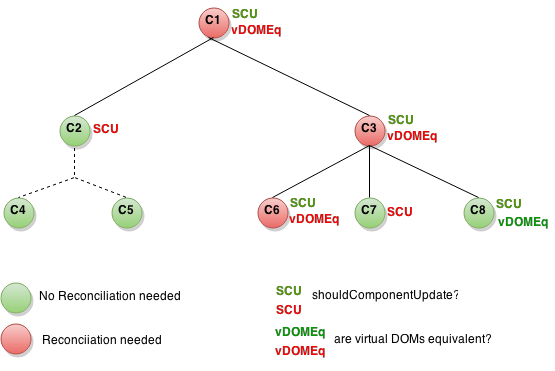 C1 SCU
vDOMEq
C2 SCU
C3 SCU
vDOMEq
C4
C5
C6 SCU
vDOMEq
C7 SCU
C8 SCU
vDOMEq
No Reconciliation needed
Reconciiation needed
SCU shouldComponentUpdate?
SCU
vDOMEq are virtual DOMs equivalent?
vDOMEq